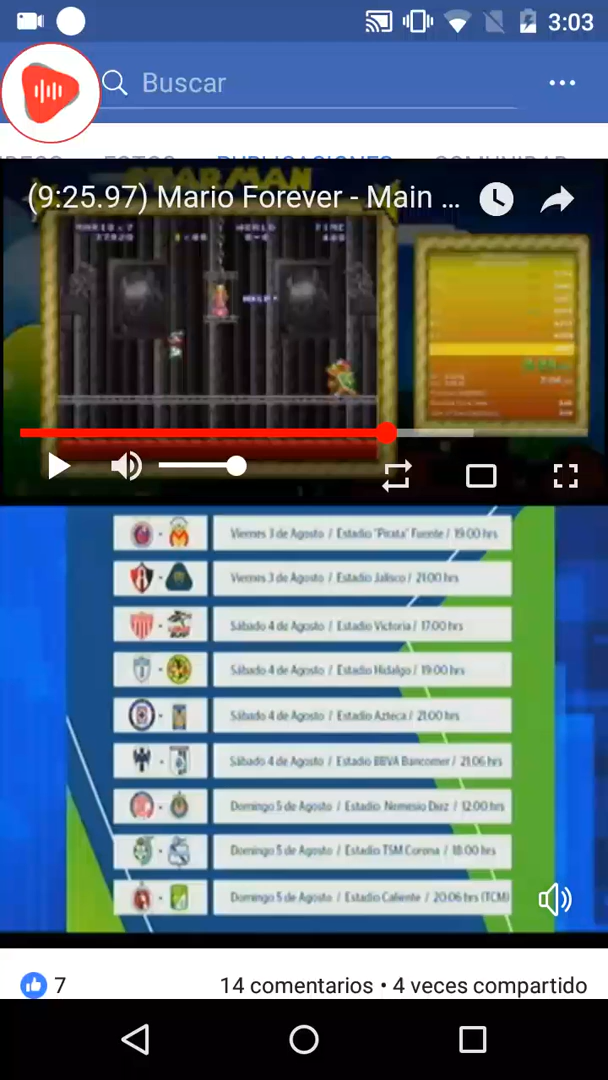 3:03
Buscar
PUBLICACIONES
STAR MAN
(9:25.97) Mario Forever - Main ...
Viernes 3 de Agosto / Estadio "Pirata" Fuente / 19:00 hrs
Viernes 3 de Agosto / Estadio Jalisco / 21:00 hrs
Sábado 4 de Agosto / Estadio Victoria / 17:00 hrs
Sábado 4 de Agosto / Estadio Hidalgo / 19:00 hrs
Sábado 4 de Agosto / Estadio Azteca / 21:00 hrs
Sábado 4 de Agosto / Estadio BBVA Bancomer / 21:06 hrs
Domingo 5 de Agosto / Estadio Nemesio Diez / 12:00 hrs
Domingo 5 de Agosto / Estadio TSM Corona / 18:00 hrs
Domingo 5 de Agosto / Estadio Caliente / 20:06 hrs (TCM)
7
14 comentarios • 4 veces compartido